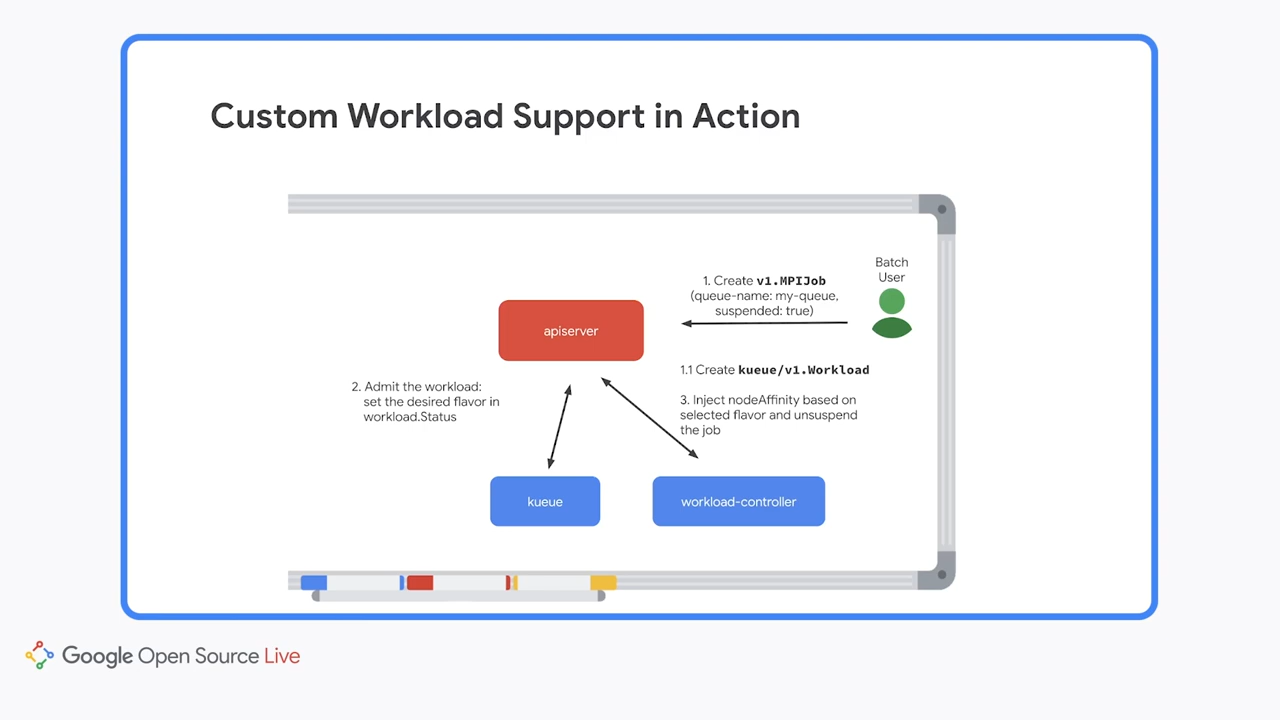 Custom Workload Support in Action
Batch
User
1. Create v1.MPIJob
(queue-name: my-queue,
suspended: true)
apiserver
1.1 Create kueue/v1.Workload
2. Admit the workload:
set the desired flavor in
workload.Status
3. Inject nodeAffinity based on
selected flavor and unsuspend
the job
kueue
workload-controller
Google Open Source Live